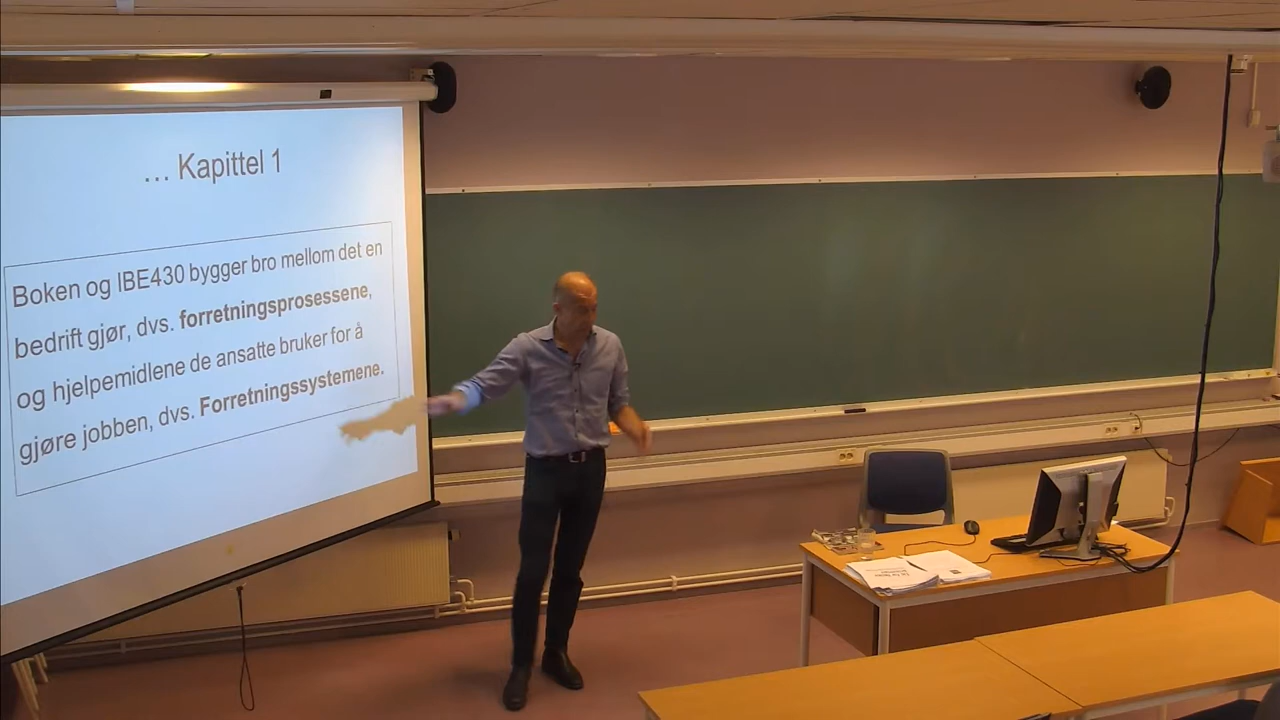 ... Kapittel 1
Boken og IBE430 bygger bro mellom det en
bedrift gjør, dvs. forretningsprosessene,
og hjelpemidlene de ansatte bruker for å
gjøre jobben, dvs. Forretningssystemene.